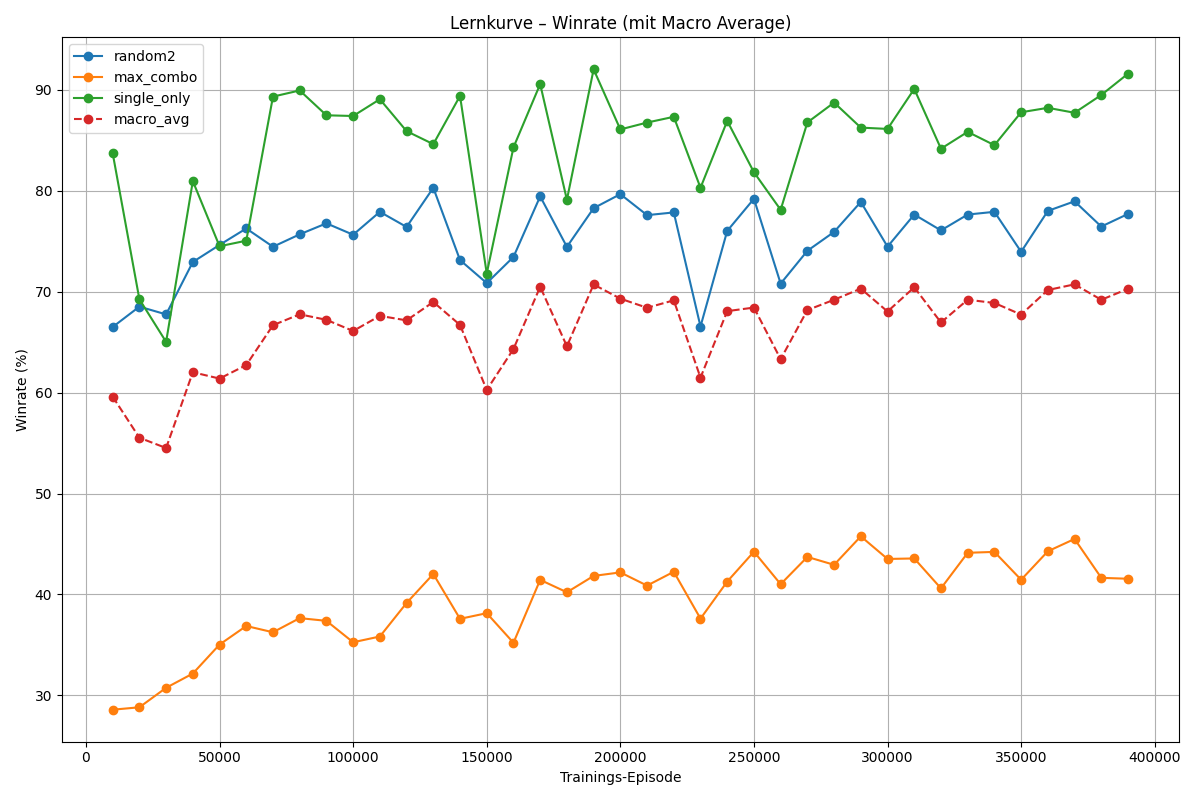 Lernkurve – Winrate (mit Macro Average)
random2
max_combo
single_only
macro_avg
Winrate (%)
90
80
70
60
50
40
30
0 50000 100000 150000 200000 250000 300000 350000 400000
Trainings-Episode